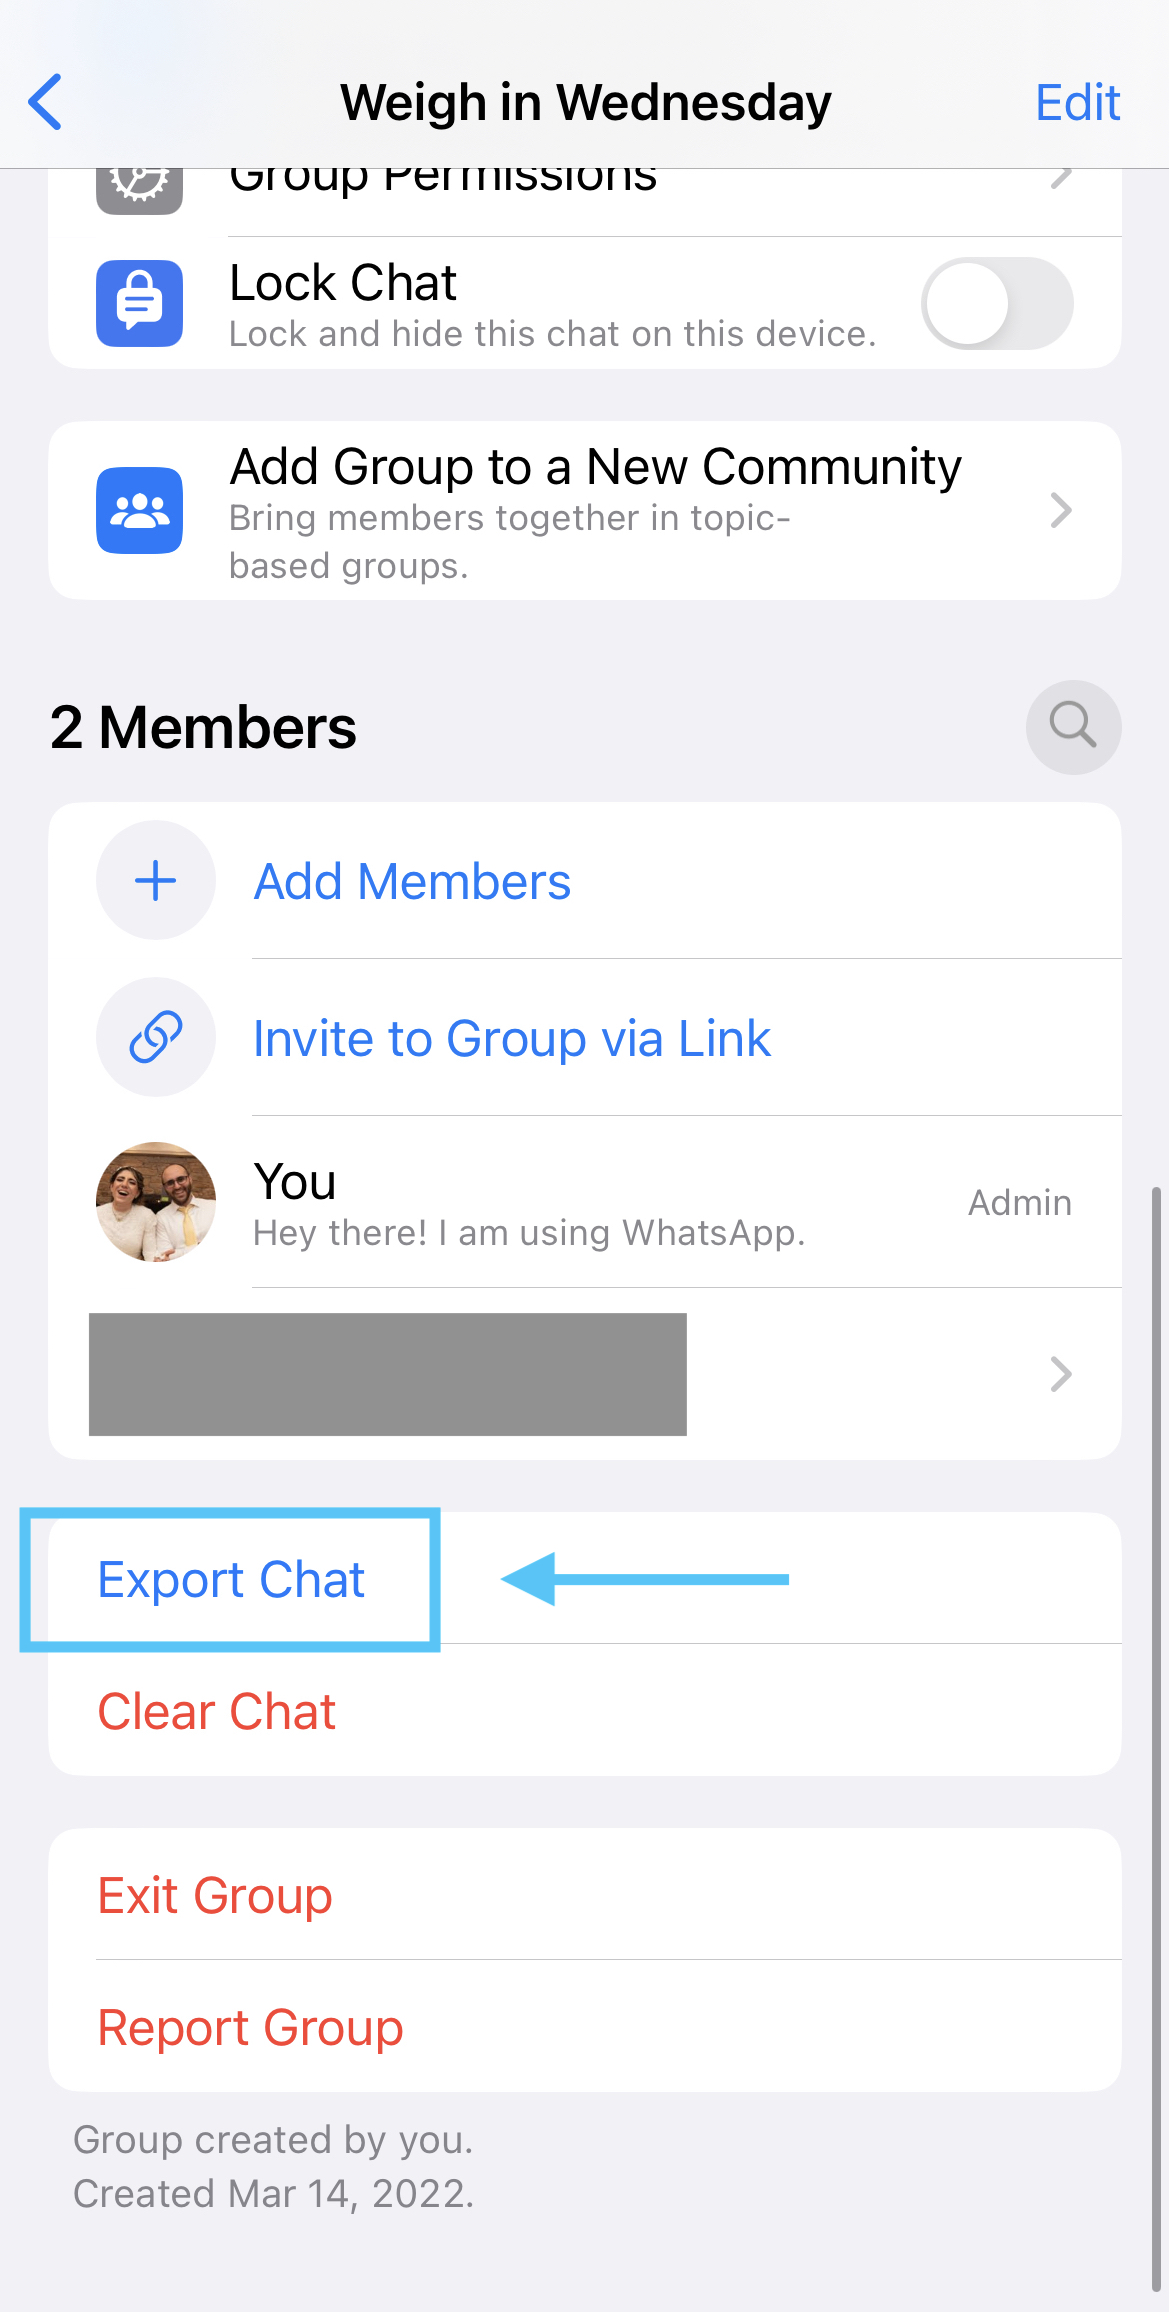 Weigh in Wednesday
Edit
Group Permissions
Lock Chat
Lock and hide this chat on this device.
Add Group to a New Community
Bring members together in topic-
based groups.
2 Members
Add Members
Invite to Group via Link
You
Admin
Hey there! I am using WhatsApp.
Export Chat
Clear Chat
Exit Group
Report Group
Group created by you.
Created Mar 14, 2022.